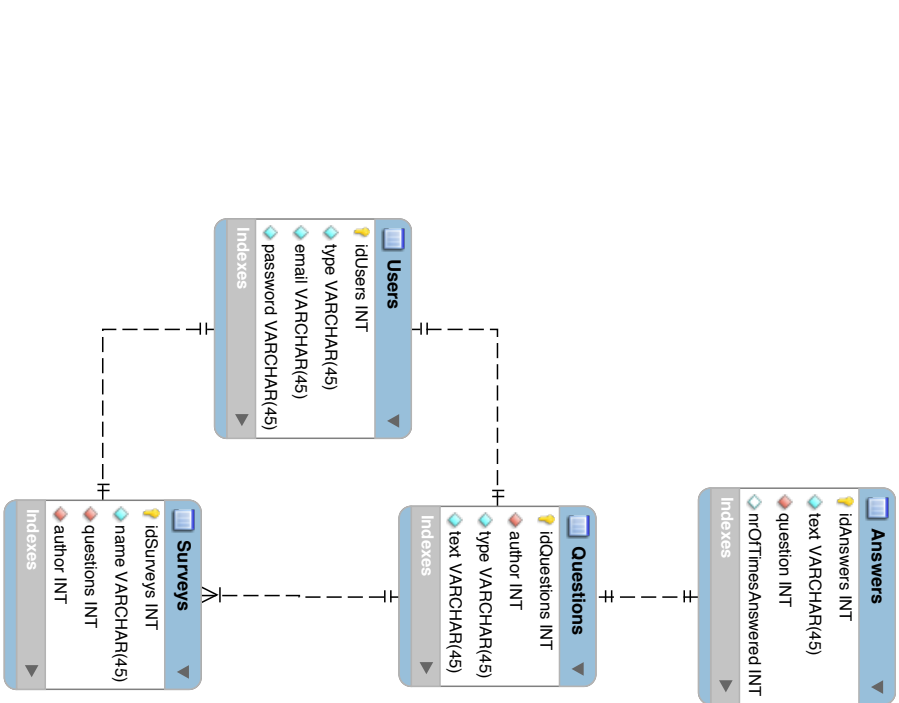 Users
idUsers INT
type VARCHAR(45)
email VARCHAR(45)
password VARCHAR(45)
Indexes
Answers
idAnswers INT
text VARCHAR(45)
question INT
nrOfTimesAnswered INT
Indexes
Questions
idQuestions INT
author INT
type VARCHAR(45)
text VARCHAR(45)
Indexes
Surveys
idSurveys INT
name VARCHAR(45)
questions INT
author INT
Indexes